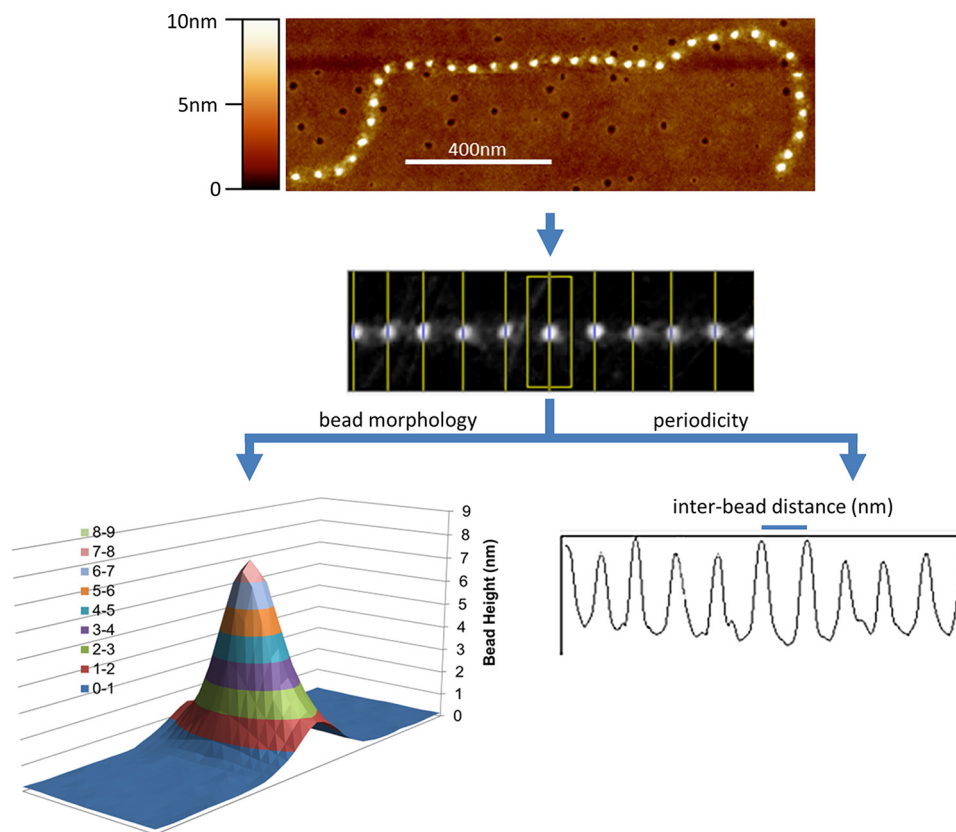 10nm
5nm
0
400nm
bead morphology
periodicity
8-9
7-8
6-7
5-6
4-5
3-4
2-3
1-2
0-1
9
8
7
6
5
4
3
2
1
0
Bead Height (nm)
inter-bead distance (nm)